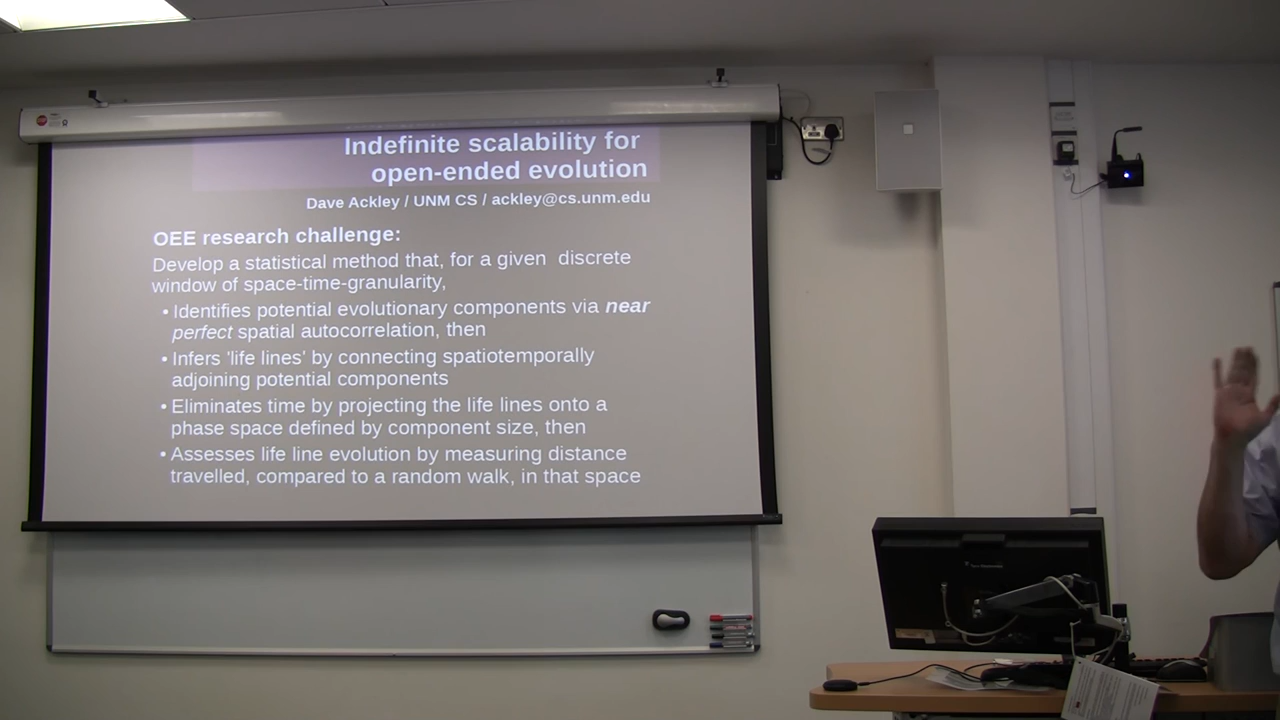 Indefinite scalability for
open-ended evolution
Dave Ackley / UNM CS / ackley@cs.unm.edu
OEE research challenge:
Develop a statistical method that, for a given discrete
window of space-time-granularity,
• Identifies potential evolutionary components via near
perfect spatial autocorrelation, then
• Infers 'life lines' by connecting spatiotemporally
adjoining potential components
• Eliminates time by projecting the life lines onto a
phase space defined by component size, then
• Assesses life line evolution by measuring distance
travelled, compared to a random walk, in that space